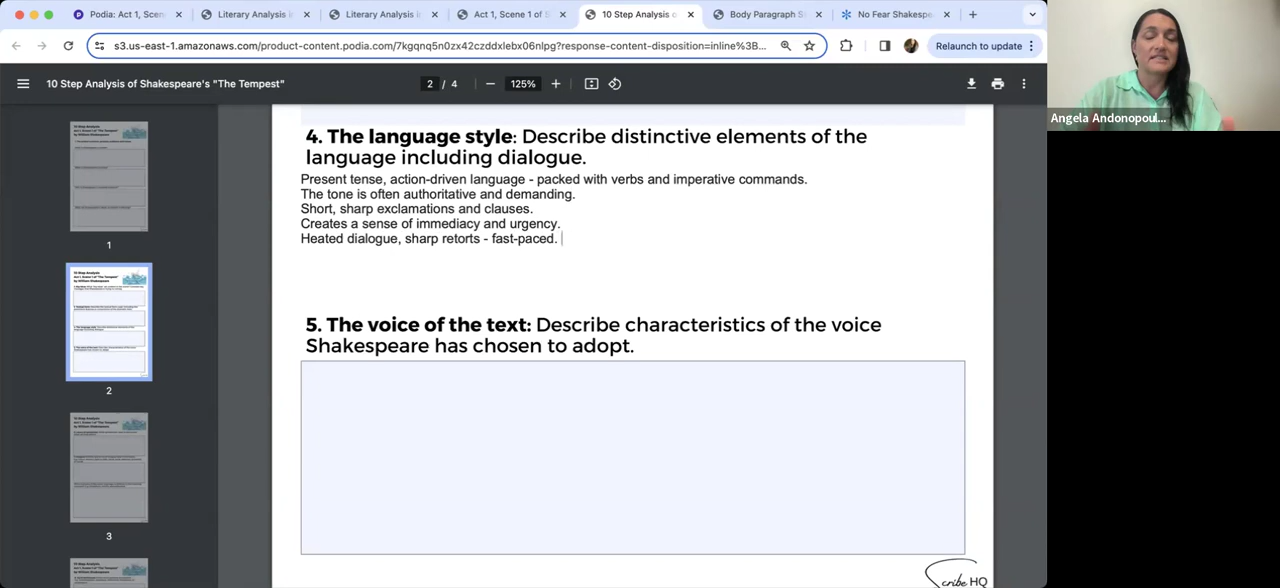 Podia: Act 1, Scen
Literary Analysis i
Literary Analysis i
Act 1, Scene 1 of
10 Step Analysis o
Body Paragraph S
No Fear Shakespe
s3.us-east-1.amazonaws.com/product-content.podia.com/7kgqnq5n0zx42czddxlebx06nlpg?response-content-disposition=inline%3B...
Relaunch to update
10 Step Analysis of Shakespeare's "The Tempest"
2 / 4
125%
Angela Andonopoul...
4. The language style: Describe distinctive elements of the
language including dialogue.
Present tense, action-driven language - packed with verbs and imperative commands.
The tone is often authoritative and demanding.
Short, sharp exclamations and clauses.
Creates a sense of immediacy and urgency.
Heated dialogue, sharp retorts - fast-paced.
5. The voice of the text: Describe characteristics of the voice
Shakespeare has chosen to adopt.
1
2
3
Scribe HQ